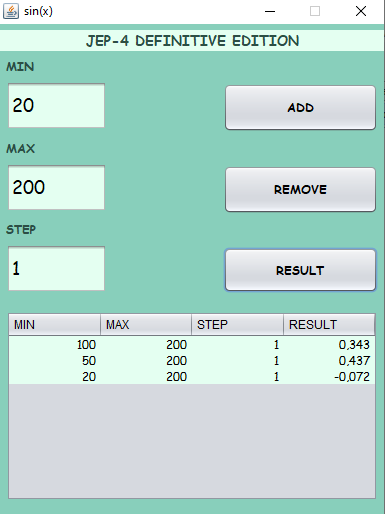 sin(x)
JEP-4 DEFINITIVE EDITION
MIN
20
ADD
MAX
200
REMOVE
STEP
1
RESULT
MIN MAX STEP RESULT
100 200 1 0,343
50 200 1 0,437
20 200 1 -0,072